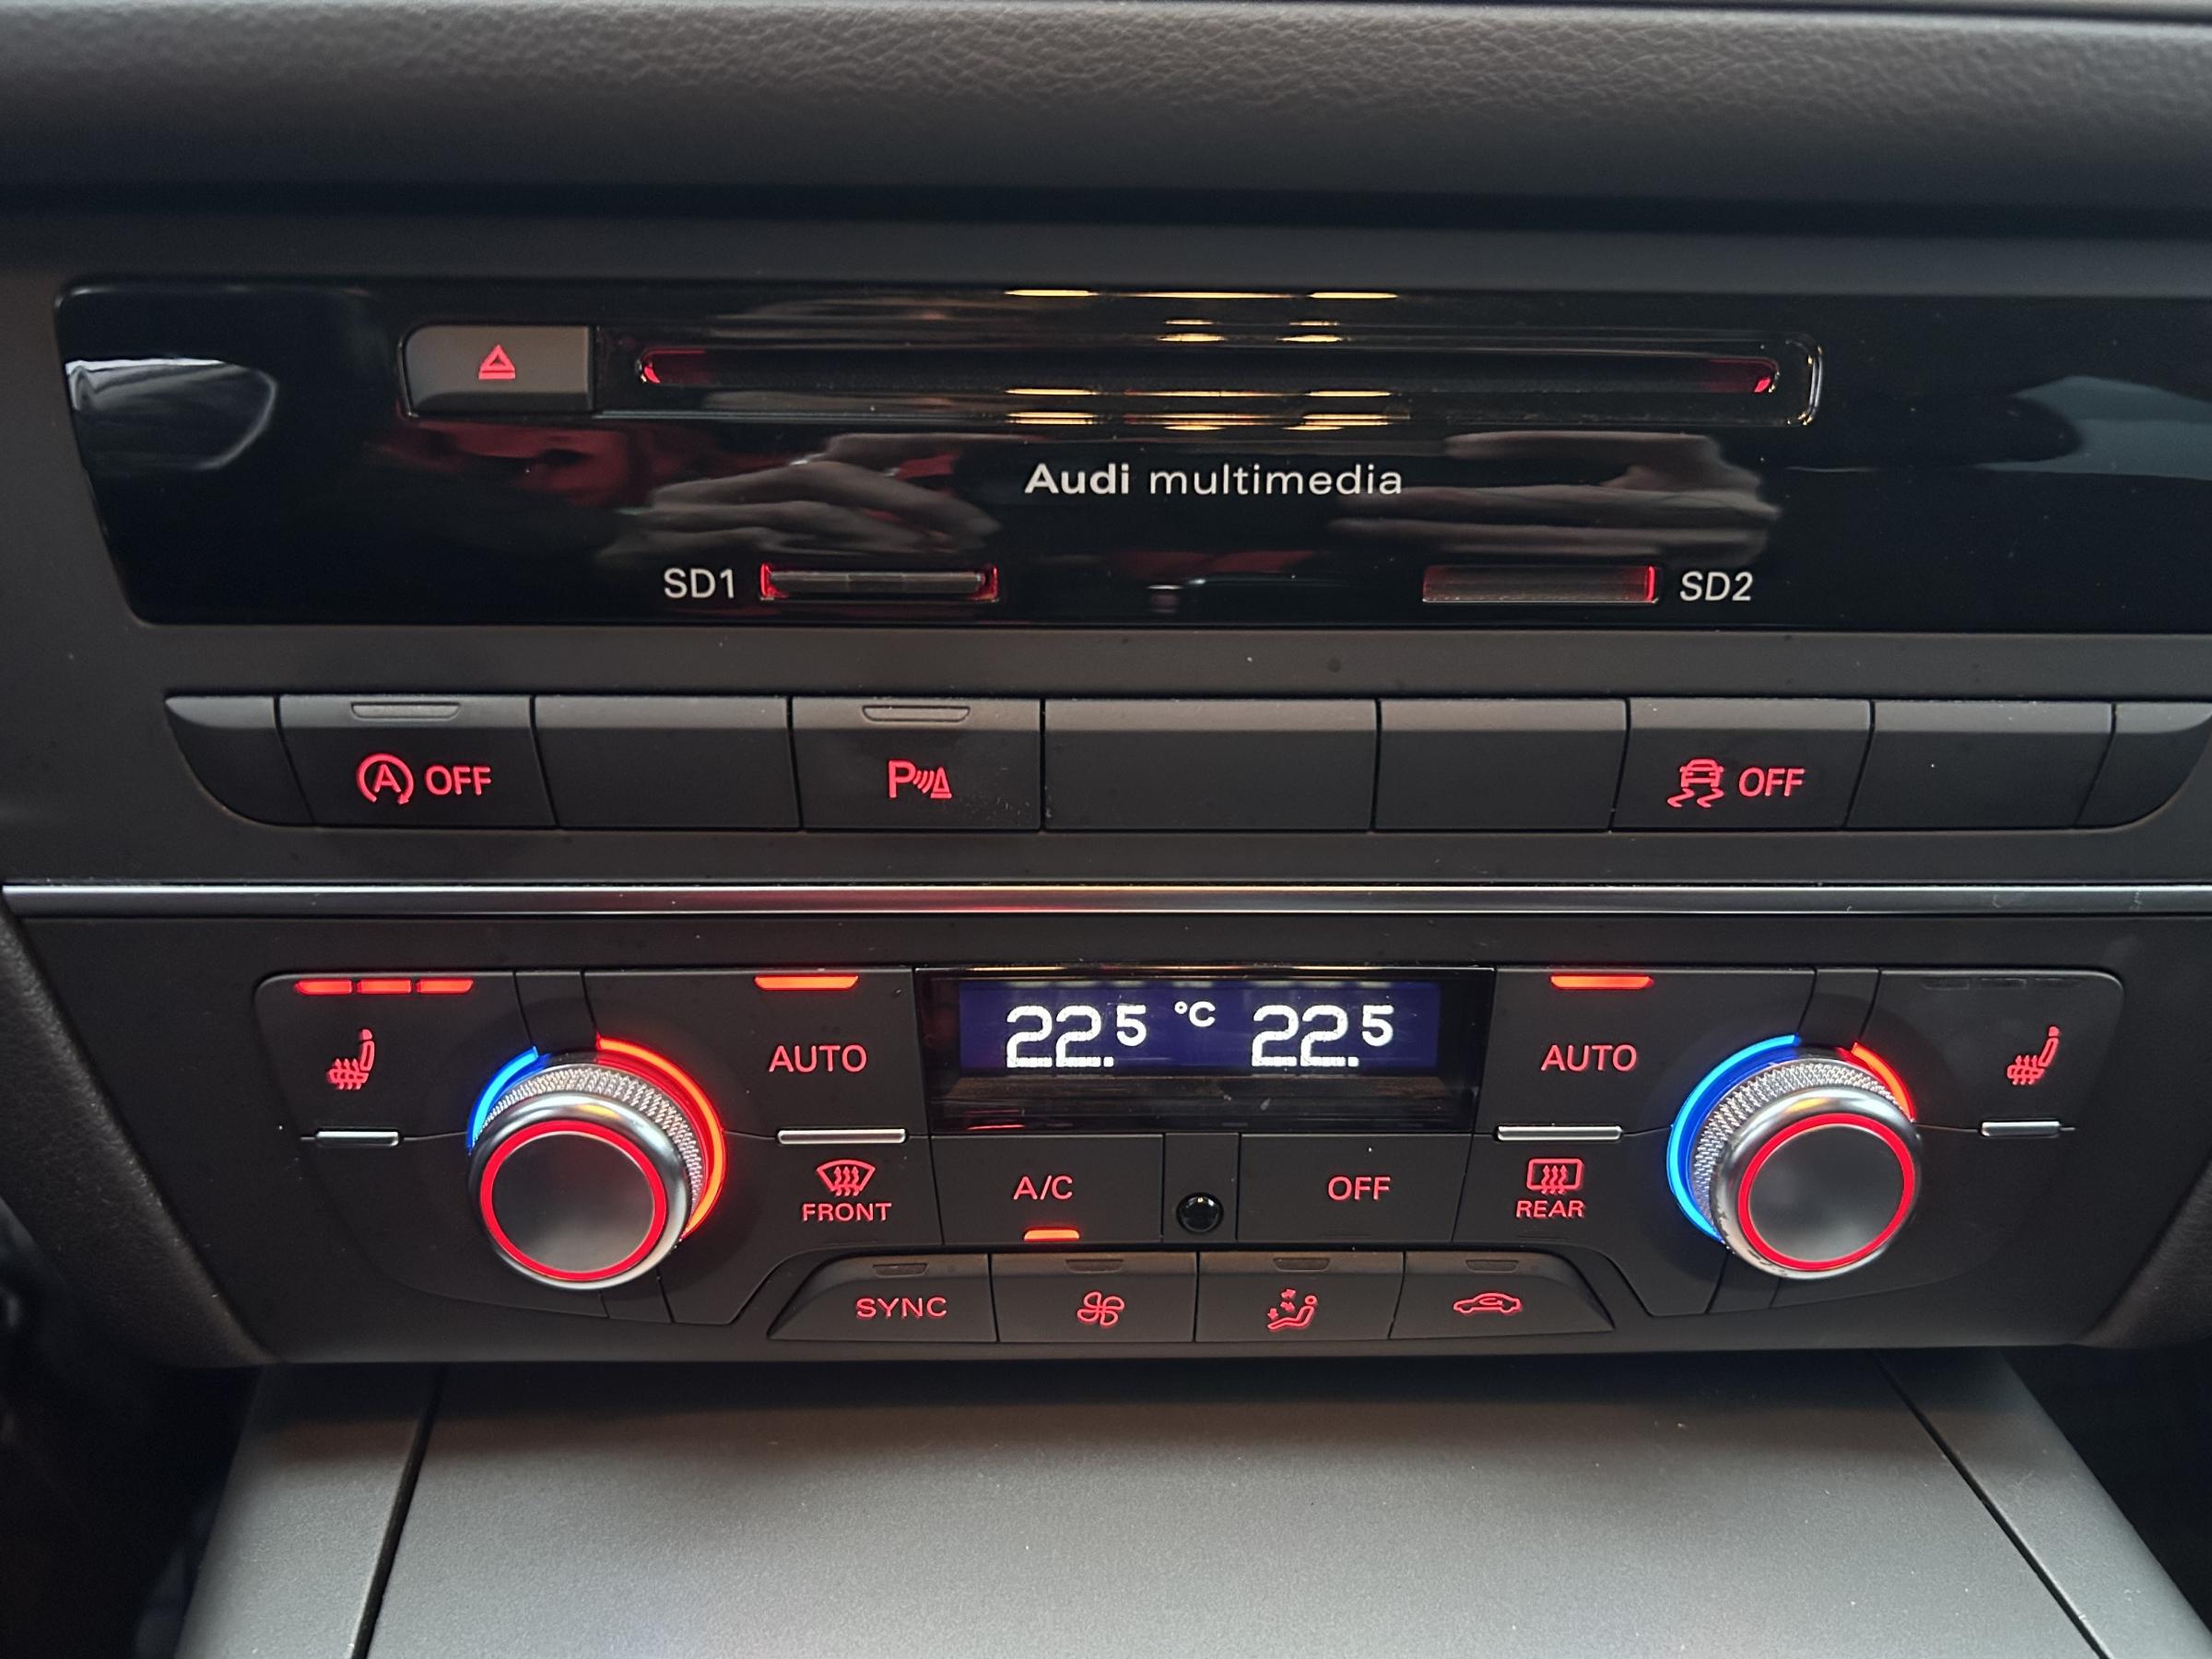 Audi multimedia
SD1 SD2
A OFF P OFF
AUTO 22.5 °C 22.5 AUTO
FRONT A/C OFF REAR
SYNC